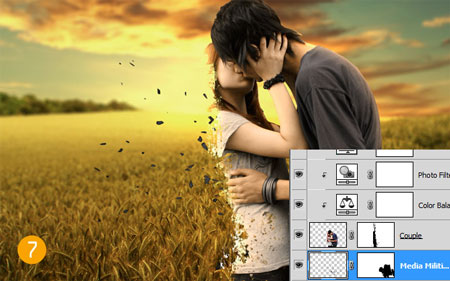 Photo Filte
Color Bala
Couple
7
Media Militi...